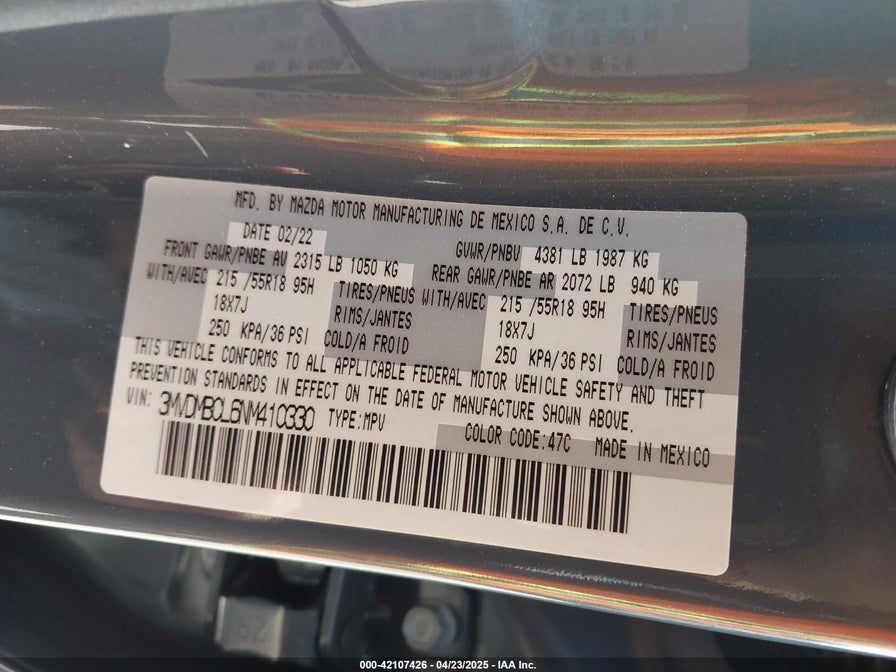 MFD. BY MAZDA MOTOR MANUFACTURING DE MEXICO S.A. DE C.V.
DATE 02/22 GVWR/PNBV 4381 LB 1987 KG
FRONT GAWR/PNBE AV 2315 LB 1050 KG REAR GAWR/PNBE AR 2072 LB 940 KG
WITH/AVEC 215 /55R18 95H TIRES/PNEUS WITH/AVEC 215 /55R18 95H TIRES/PNEUS
18X7J RIMS/JANTES 18X7J RIMS/JANTES
250 KPA/36 PSI COLD/A FROID 250 KPA/36 PSI COLD/A FROID
THIS VEHICLE CONFORMS TO ALL APPLICABLE FEDERAL MOTOR VEHICLE SAFETY AND THEFT
PREVENTION STANDARDS IN EFFECT ON THE DATE OF MANUFACTURE SHOWN ABOVE.
VIN: 3MVDMBCL6NM410330 TYPE:MPV
COLOR CODE:47C MADE IN MEXICO
000-42107426 - 04/23/2025 - IAA Inc.